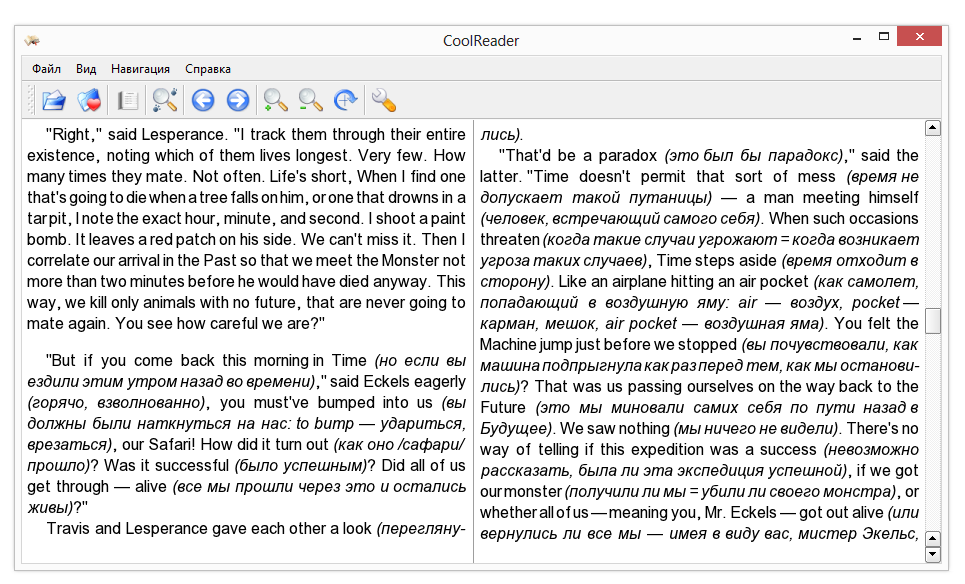 CoolReader
Файл Вид Навигация Справка
"Right," said Lesperance. "I track them through their entire
existence, noting which of them lives longest. Very few. How
many times they mate. Not often. Life's short, When I find one
that's going to die when a tree falls on him, or one that drowns in a
tar pit, I note the exact hour, minute, and second. I shoot a paint
bomb. It leaves a red patch on his side. We can't miss it. Then I
correlate our arrival in the Past so that we meet the Monster not
more than two minutes before he would have died anyway. This
way, we kill only animals with no future, that are never going to
mate again. You see how careful we are?"
"But if you come back this morning in Time (но если вы
ездили этим утром назад во времени)," said Eckels eagerly
(горячо, взволнованно), you must've bumped into us (вы
должны были наткнуться на нас: to bump — удариться,
врезаться), our Safari! How did it turn out (как оно /сафари/
прошло)? Was it successful (было успешным)? Did all of us
get through — alive (все мы прошли через это и остались
живы)?"
Travis and Lesperance gave each other a look (перегляну-
лись).
"That'd be a paradox (это был бы парадокс)," said the
latter. "Time doesn't permit that sort of mess (время не
допускает такой путаницы) — a man meeting himself
(человек, встречающий самого себя). When such occasions
threaten (когда такие случаи угрожают = когда возникает
угроза таких случаев), Time steps aside (время отходит в
сторону). Like an airplane hitting an air pocket (как самолет,
попадающий в воздушную яму: air — воздух, pocket —
карман, мешок, air pocket — воздушная яма). You felt the
Machine jump just before we stopped (вы почувствовали, как
машина подпрыгнула как раз перед тем, как мы останови-
лись)? That was us passing ourselves on the way back to the
Future (это мы миновали самих себя по пути назад в
Будущее). We saw nothing (мы ничего не видели). There's no
way of telling if this expedition was a success (невозможно
рассказать, была ли эта экспедиция успешной), if we got
our monster (получили ли мы = убили ли своего монстра), or
whether all of us — meaning you, Mr. Eckels — got out alive (или
вернулись ли все мы — имея в виду вас, мистер Экельс,